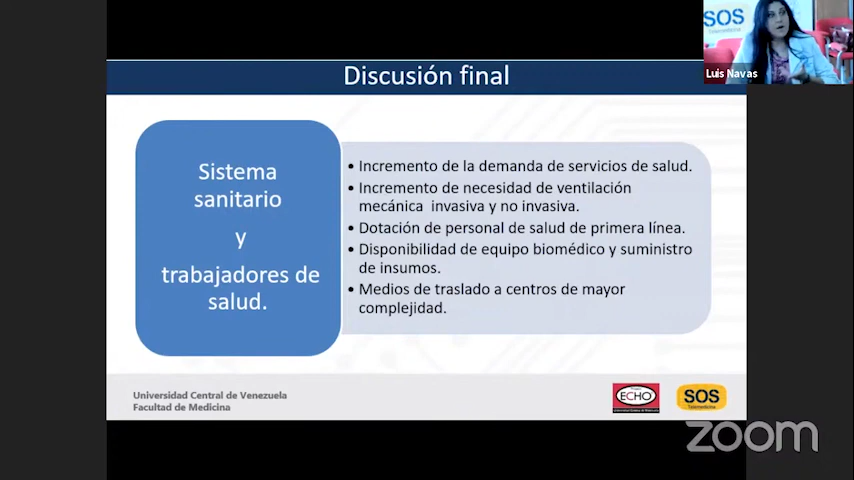 SOS
Telemedicina
Luis Navas
Discusión final
Sistema
sanitario
y
trabajadores de
salud.
• Incremento de la demanda de servicios de salud.
• Incremento de necesidad de ventilación
mecánica invasiva y no invasiva.
• Dotación de personal de salud de primera línea.
• Disponibilidad de equipo biomédico y suministro
de insumos.
• Medios de traslado a centros de mayor
complejidad.
Universidad Central de Venezuela
Facultad de Medicina
ECHO
SOS
Telemedicina
zoom